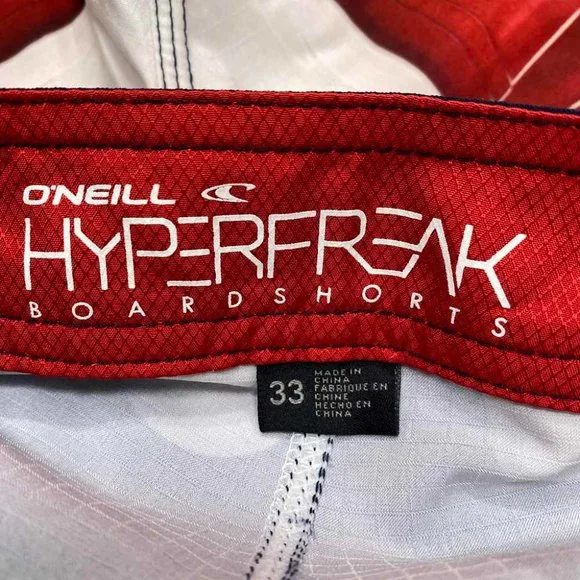 O'NEILL
HYPERFREAK
BOARDSHORTS
33
MADE IN
CHINA
FABRIQUE EN
CHINE
HECHO EN
CHINA